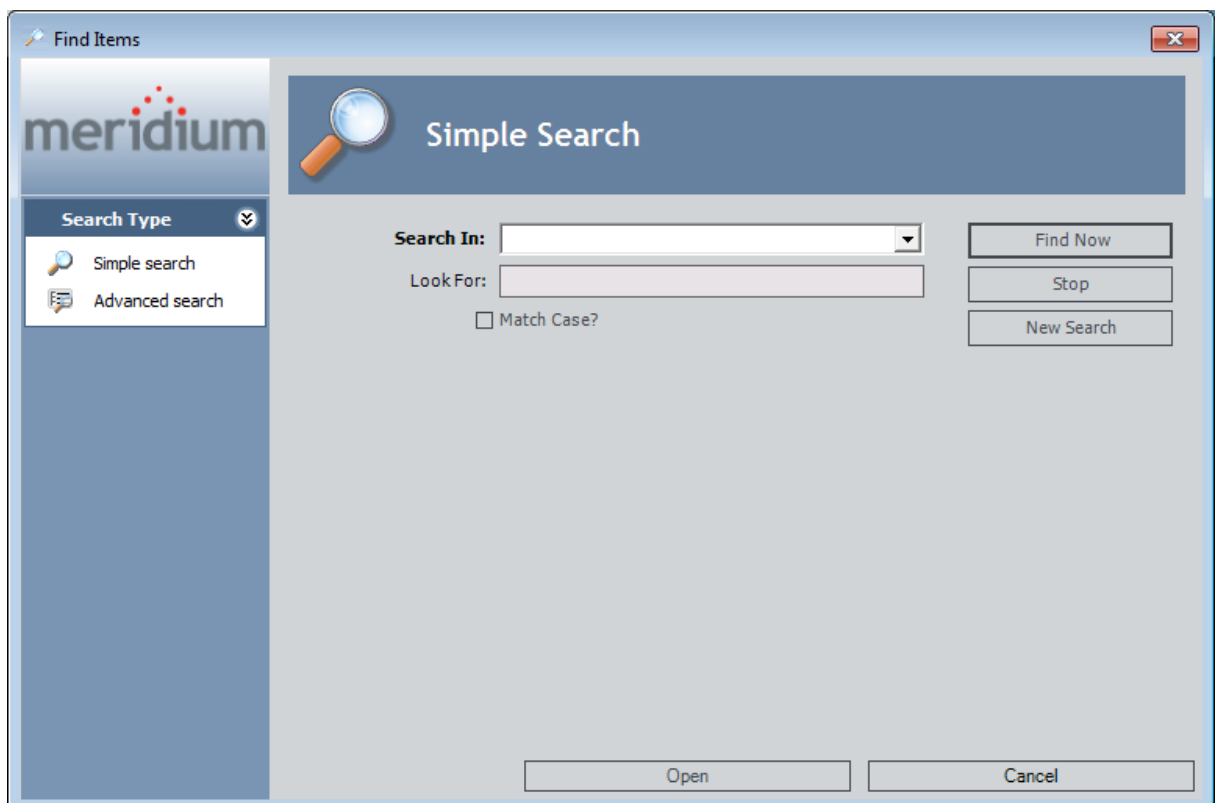 Find Items
meridium
Simple Search
Search Type
Simple search
Advanced search
Search In:
Find Now
Look For:
Stop
Match Case?
New Search
Open
Cancel